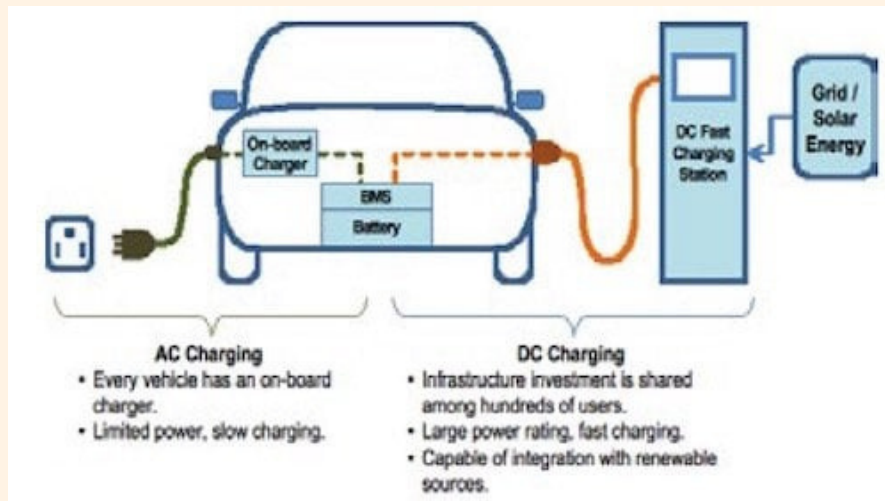 On-board
Charger
BMS
Battery
DC Fast
Charging
Station
Grid /
Solar
Energy
AC Charging
• Every vehicle has an on-board
charger.
• Limited power, slow charging.
DC Charging
• Infrastructure investment is shared
among hundreds of users.
• Large power rating, fast charging.
• Capable of integration with renewable
sources.